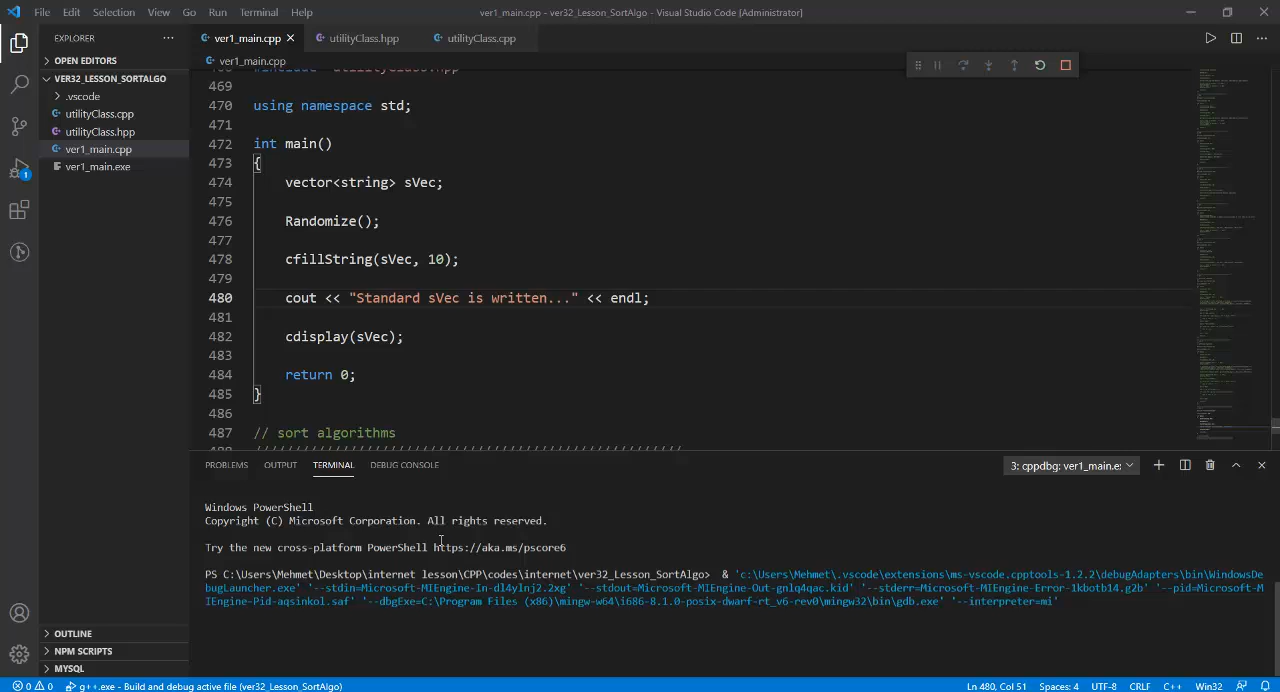 File Edit Selection View Go Run Terminal Help ver1_main.cpp - ver32_Lesson_SortAlgo - Visual Studio Code [Administrator]
EXPLORER
OPEN EDITORS
VER32_LESSON_SORTALGO
.vscode
utilityClass.cpp
utilityClass.hpp
ver1_main.cpp
ver1_main.exe
OUTLINE
NPM SCRIPTS
MYSQL
1
ver1_main.cpp utilityClass.hpp utilityClass.cpp
ver1_main.cpp
469
470 using namespace std;
471
472 int main()
473 {
474 vector<string> sVec;
475
476 Randomize();
477
478 cfillString(sVec, 10);
479
480 cout << "Standard sVec is written..." << endl;
481
482 cdisplay(sVec);
483
484 return 0;
485 }
486
487 // sort algorithms
PROBLEMS OUTPUT TERMINAL DEBUG CONSOLE 3: cppdbg: ver1_main.e
Windows PowerShell
Copyright (C) Microsoft Corporation. All rights reserved.
Try the new cross-platform PowerShell https://aka.ms/pscore6
PS C:\Users\Mehmet\Desktop\internet lesson\CPP\codes\internet\ver32_Lesson_SortAlgo> & 'c:\Users\Mehmet\.vscode\extensions\ms-vscode.cpptools-1.2.2\debugAdapters\bin\WindowsDe
bugLauncher.exe' '--stdin=Microsoft-MIEngine-In-dl4yInj2.2xg' '--stdout=Microsoft-MIEngine-Out-gnlq4qac.kid' '--stderr=Microsoft-MIEngine-Error-1kbotb14.g2b' '--pid=Microsoft-M
IEngine-Pid-aqsinkol.saf' '--dbgExe=C:\Program Files (x86)\mingw-w64\i686-8.1.0-posix-dwarf-rt_v6-rev0\mingw32\bin\gdb.exe' '--interpreter=mi'
0 0 g++.exe - Build and debug active file (ver32_Lesson_SortAlgo) Ln 480, Col 51 Spaces: 4 UTF-8 CRLF C++ Win32